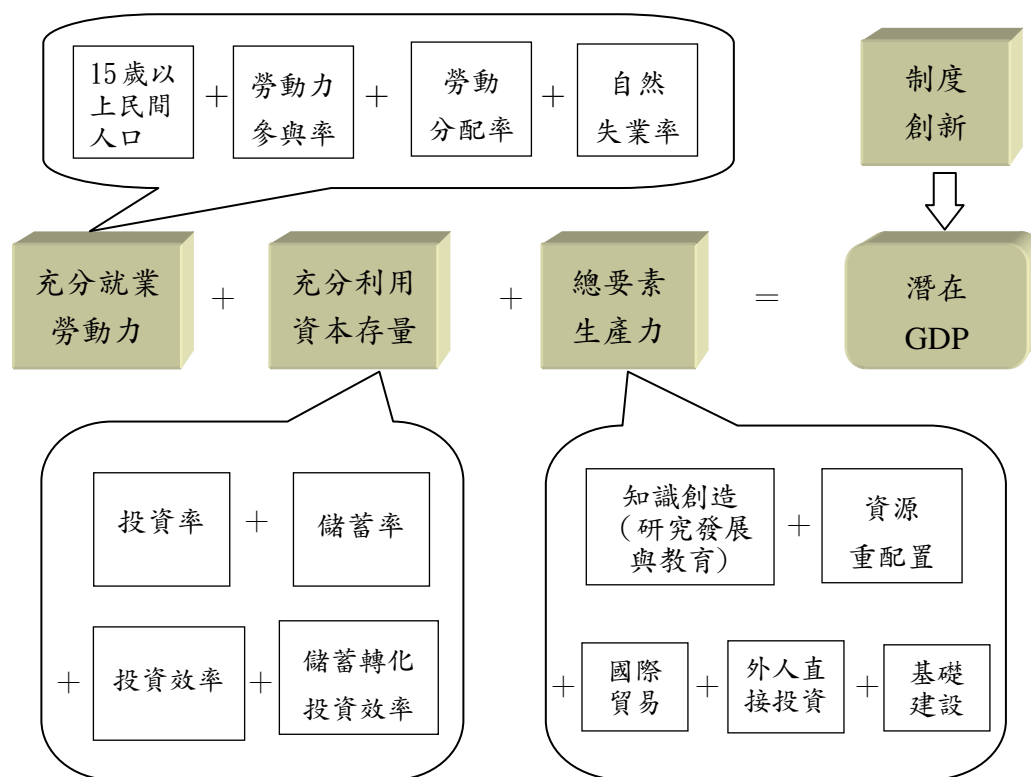 15歲以
上民間
人口
+
勞動力
參與率
+
勞動
分配率
+
自然
失業率
制度
創新
充分就業
勞動力
+
充分利用
資本存量
+
總要素
生產力
=
潛在
GDP
投資率
+
儲蓄率
+
投資效率
+
儲蓄轉化
投資效率
知識創造
(研究發展
與教育)
+
資源
重配置
+
國際
貿易
+
外人直
接投資
+
基礎
建設